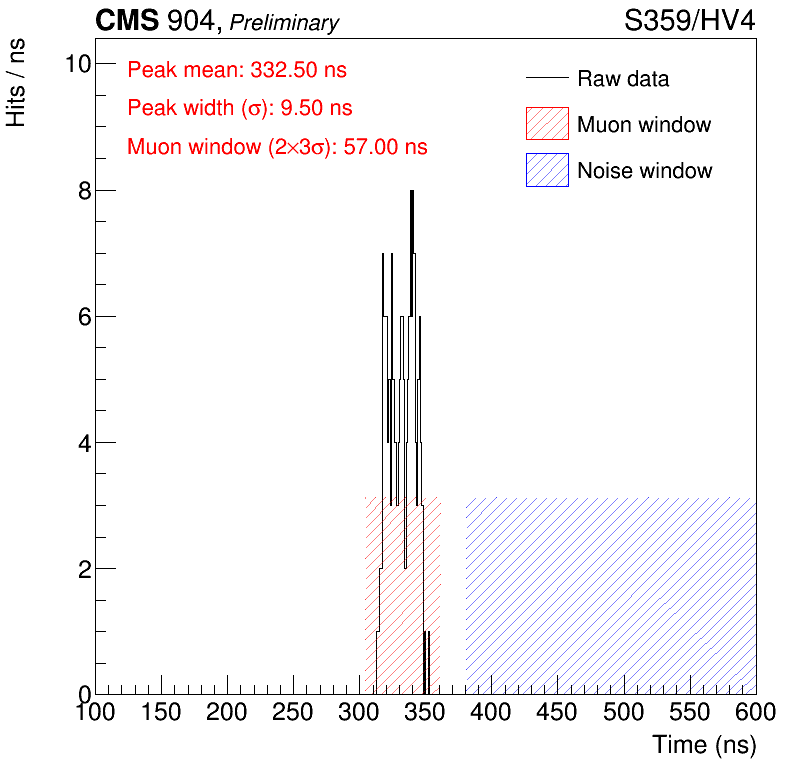 CMS 904, Preliminary
S359/HV4
Hits / ns
Peak mean: 332.50 ns
Peak width (σ): 9.50 ns
Muon window (2×3σ): 57.00 ns
Raw data
Muon window
Noise window
10
8
6
4
2
0
100 150 200 250 300 350 400 450 500 550 600
Time (ns)